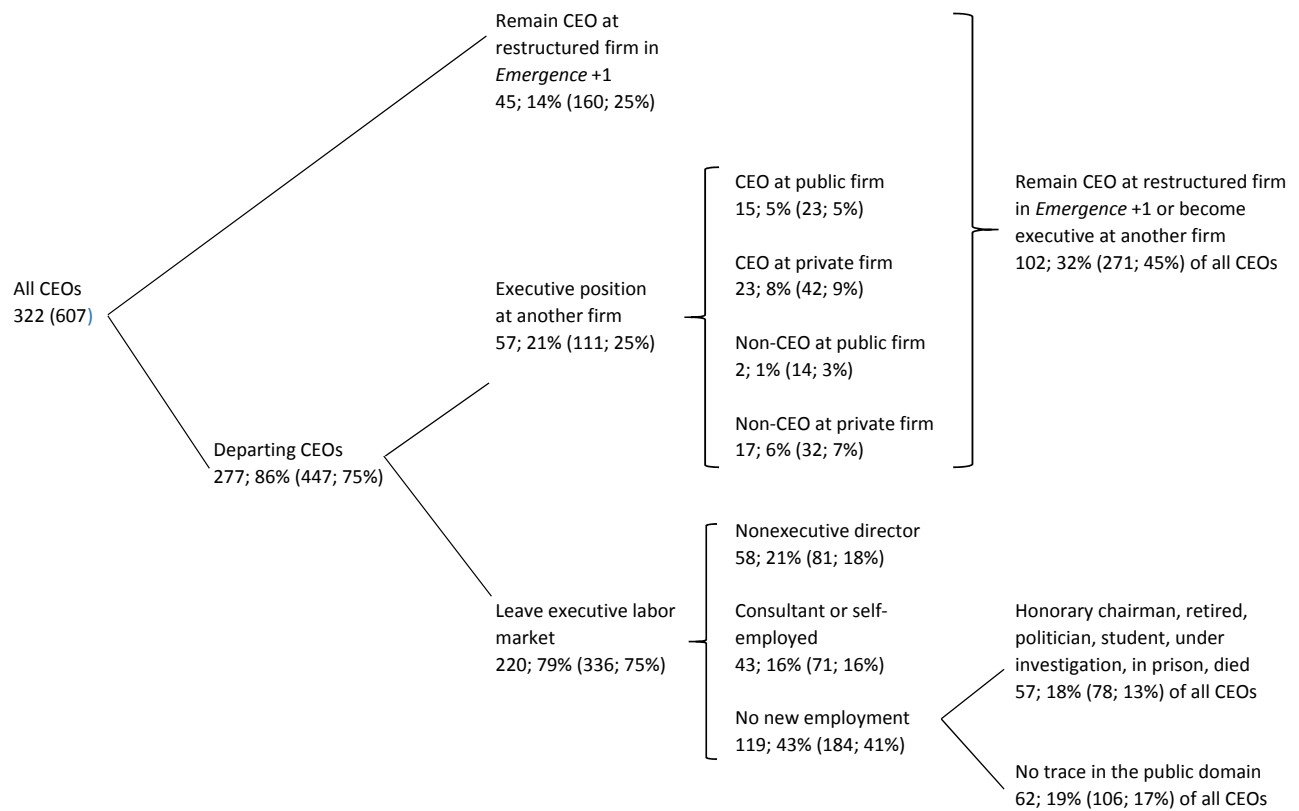 All CEOs
322 (607)
Remain CEO at
restructured firm in
Emergence +1
45; 14% (160; 25%)
Departing CEOs
277; 86% (447; 75%)
Executive position
at another firm
57; 21% (111; 25%)
CEO at public firm
15; 5% (23; 5%)
CEO at private firm
23; 8% (42; 9%)
Non-CEO at public firm
2; 1% (14; 3%)
Non-CEO at private firm
17; 6% (32; 7%)
Remain CEO at restructured firm
in Emergence +1 or become
executive at another firm
102; 32% (271; 45%) of all CEOs
Leave executive labor
market
220; 79% (336; 75%)
Nonexecutive director
58; 21% (81; 18%)
Consultant or self-
employed
43; 16% (71; 16%)
No new employment
119; 43% (184; 41%)
Honorary chairman, retired,
politician, student, under
investigation, in prison, died
57; 18% (78; 13%) of all CEOs
No trace in the public domain
62; 19% (106; 17%) of all CEOs